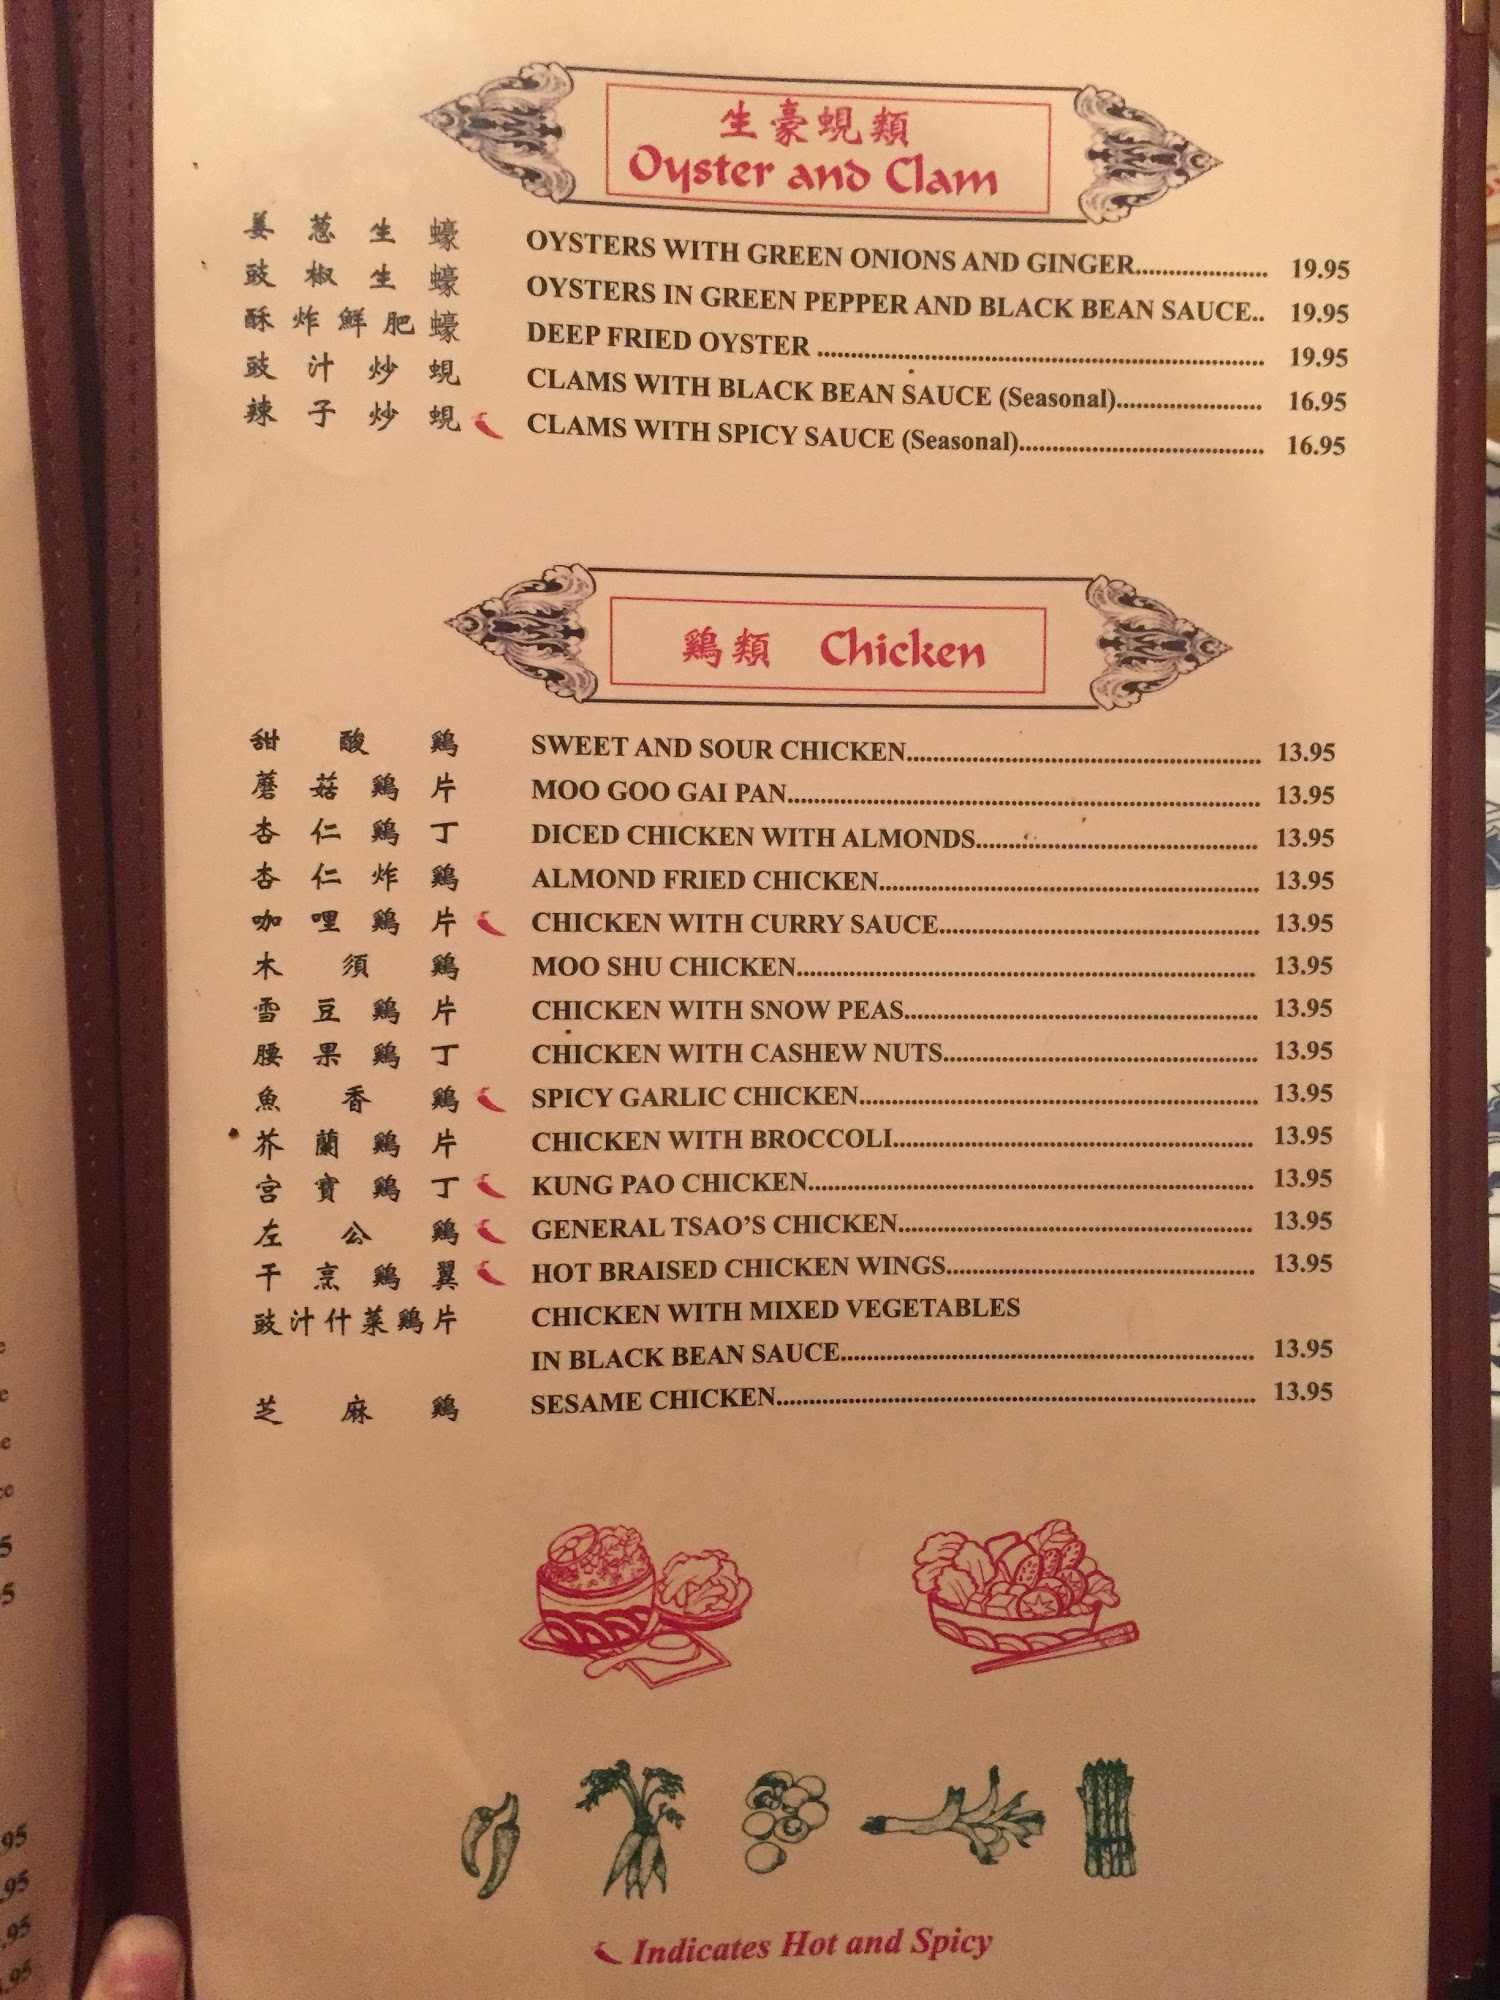 生豪蜆類
Oyster and Clam
姜葱生蠔 OYSTERS WITH GREEN ONIONS AND GINGER.................... 19.95
豉椒生蠔 OYSTERS IN GREEN PEPPER AND BLACK BEAN SAUCE.. 19.95
酥炸鮮肥蠔 DEEP FRIED OYSTER .................................................................... 19.95
豉汁炒蜆 CLAMS WITH BLACK BEAN SAUCE (Seasonal)...................... 16.95
辣子炒蜆 CLAMS WITH SPICY SAUCE (Seasonal)..................................... 16.95
鷄類 Chicken
甜酸鷄 SWEET AND SOUR CHICKEN...................................................... 13.95
蘑菇鷄片 MOO GOO GAI PAN........................................................................ 13.95
杏仁鷄丁 DICED CHICKEN WITH ALMONDS........................................... 13.95
杏仁炸鷄 ALMOND FRIED CHICKEN.......................................................... 13.95
咖哩鷄片 CHICKEN WITH CURRY SAUCE................................................. 13.95
木須鷄 MOO SHU CHICKEN...................................................................... 13.95
雪豆鷄片 CHICKEN WITH SNOW PEAS...................................................... 13.95
腰果鷄丁 CHICKEN WITH CASHEW NUTS................................................ 13.95
魚香鷄 SPICY GARLIC CHICKEN............................................................. 13.95
芥蘭鷄片 CHICKEN WITH BROCCOLI....................................................... 13.95
宮寶鷄丁 KUNG PAO CHICKEN.................................................................... 13.95
左公鷄 GENERAL TSAO'S CHICKEN...................................................... 13.95
干烹鷄翼 HOT BRAISED CHICKEN WINGS............................................... 13.95
豉汁什菜鷄片 CHICKEN WITH MIXED VEGETABLES
IN BLACK BEAN SAUCE............................................................... 13.95
芝麻鷄 SESAME CHICKEN......................................................................... 13.95
Indicates Hot and Spicy